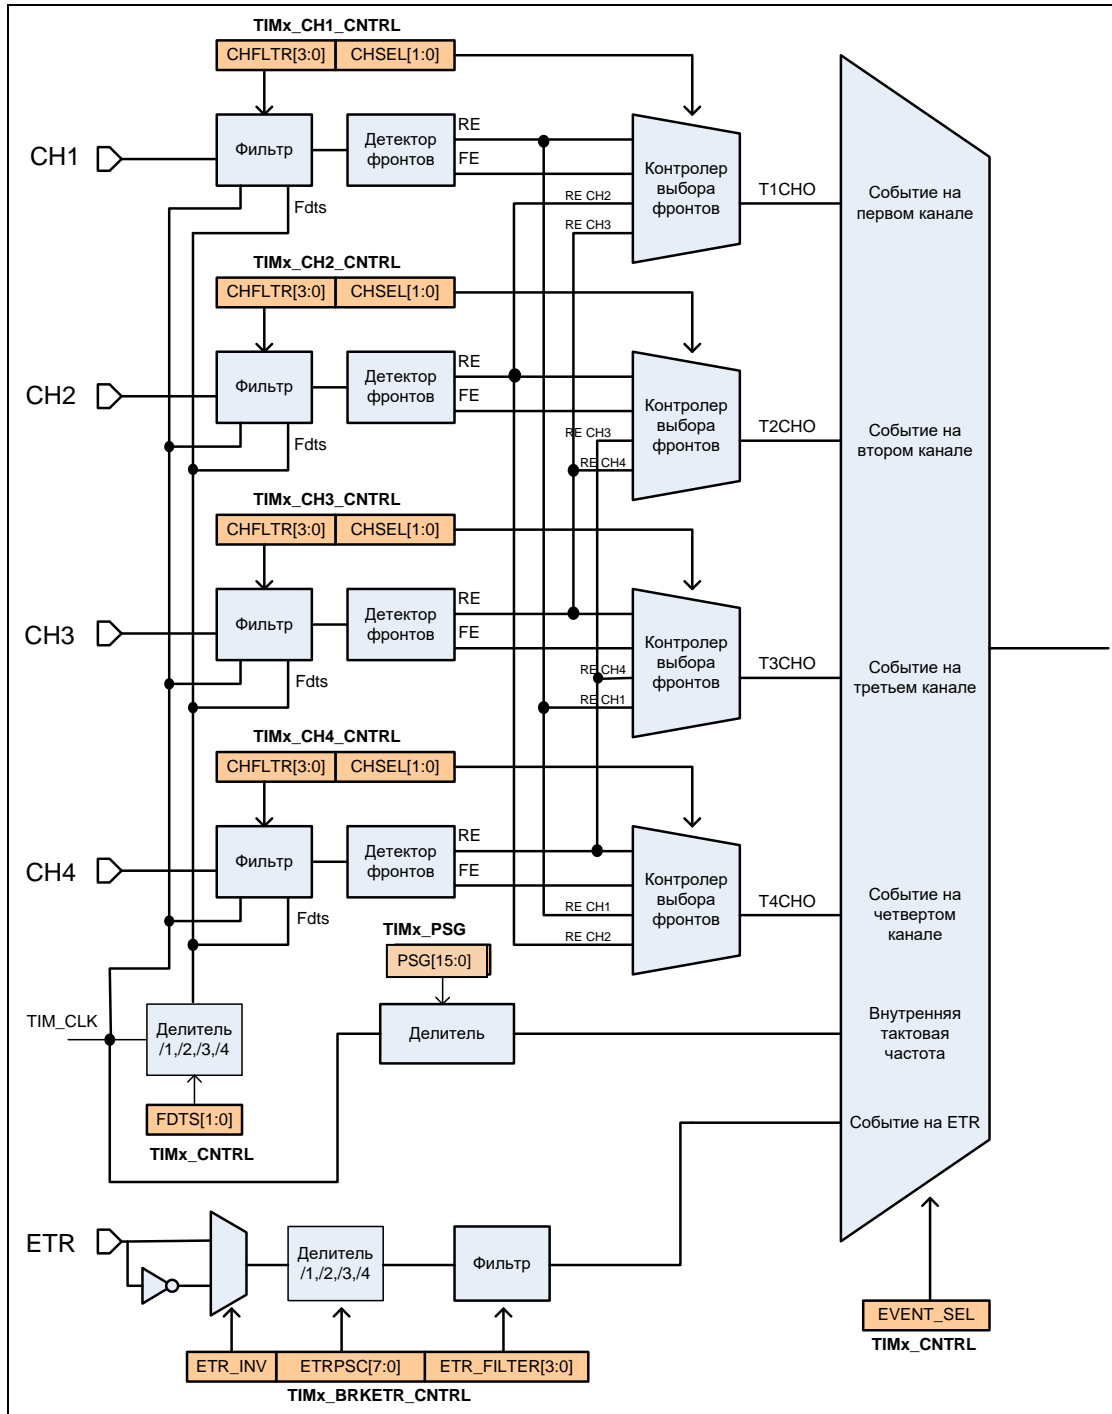 TIMx_CH1_CNTRL
CHFLTR[3:0] CHSEL[1:0]
CH1
Фильтр
Детектор
фронтов
RE
FE
RE CH2
RE CH3
Контролер
выбора
фронтов
T1CHO
Событие на
первом канале
Fdts
TIMx_CH2_CNTRL
CHFLTR[3:0] CHSEL[1:0]
CH2
Фильтр
Детектор
фронтов
RE
FE
RE CH3
RE CH4
Контролер
выбора
фронтов
T2CHO
Событие на
втором канале
Fdts
TIMx_CH3_CNTRL
CHFLTR[3:0] CHSEL[1:0]
CH3
Фильтр
Детектор
фронтов
RE
FE
RE CH4
RE CH1
Контролер
выбора
фронтов
T3CHO
Событие на
третьем канале
Fdts
TIMx_CH4_CNTRL
CHFLTR[3:0] CHSEL[1:0]
CH4
Фильтр
Детектор
фронтов
RE
FE
RE CH1
RE CH2
Контролер
выбора
фронтов
T4CHO
Событие на
четвертом
канале
Fdts
TIMx_PSG
PSG[15:0]
TIM_CLK
Делитель
/1,/2,/3,/4
Делитель
Внутренняя
тактовая
частота
FDTS[1:0]
TIMx_CNTRL
Событие на ETR
ETR
Делитель
/1,/2,/3,/4
Фильтр
EVENT_SEL
TIMx_CNTRL
ETR_INV ETRPSC[7:0] ETR_FILTER[3:0]
TIMx_BRKETR_CNTRL